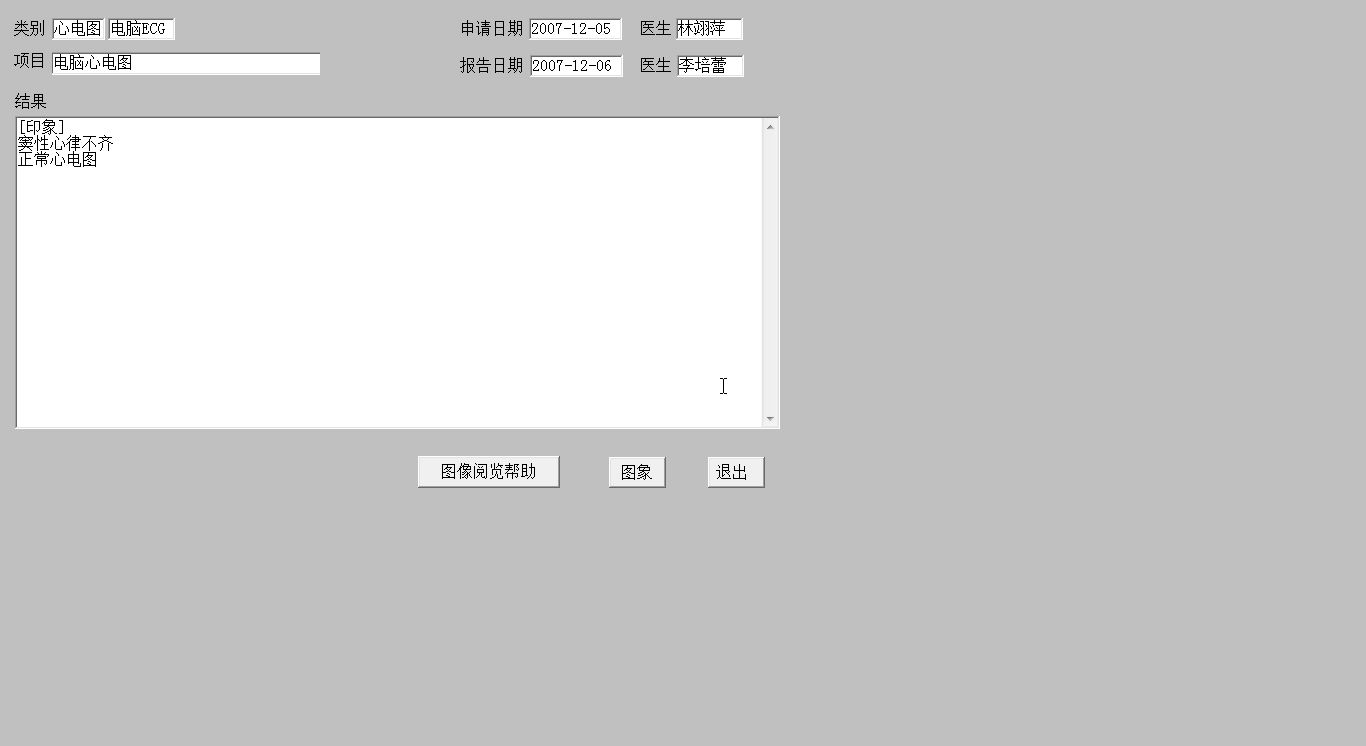 类别 心电图 电脑ECG 申请日期 2007-12-05 医生 林翊萍
项目 电脑心电图 报告日期 2007-12-06 医生 李培蕾
结果
[印象]
窦性心律不齐
正常心电图
图像阅览帮助 图象 退出